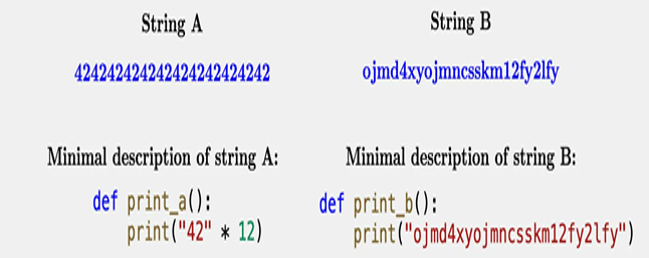 String A
424242424242424242424242
Minimal description of string A:
def print_a():
print("42" * 12)
String B
ojmd4xyojmncsskm12fy2lfy
Minimal description of string B:
def print_b():
print("ojmd4xyojmncsskm12fy2lfy")